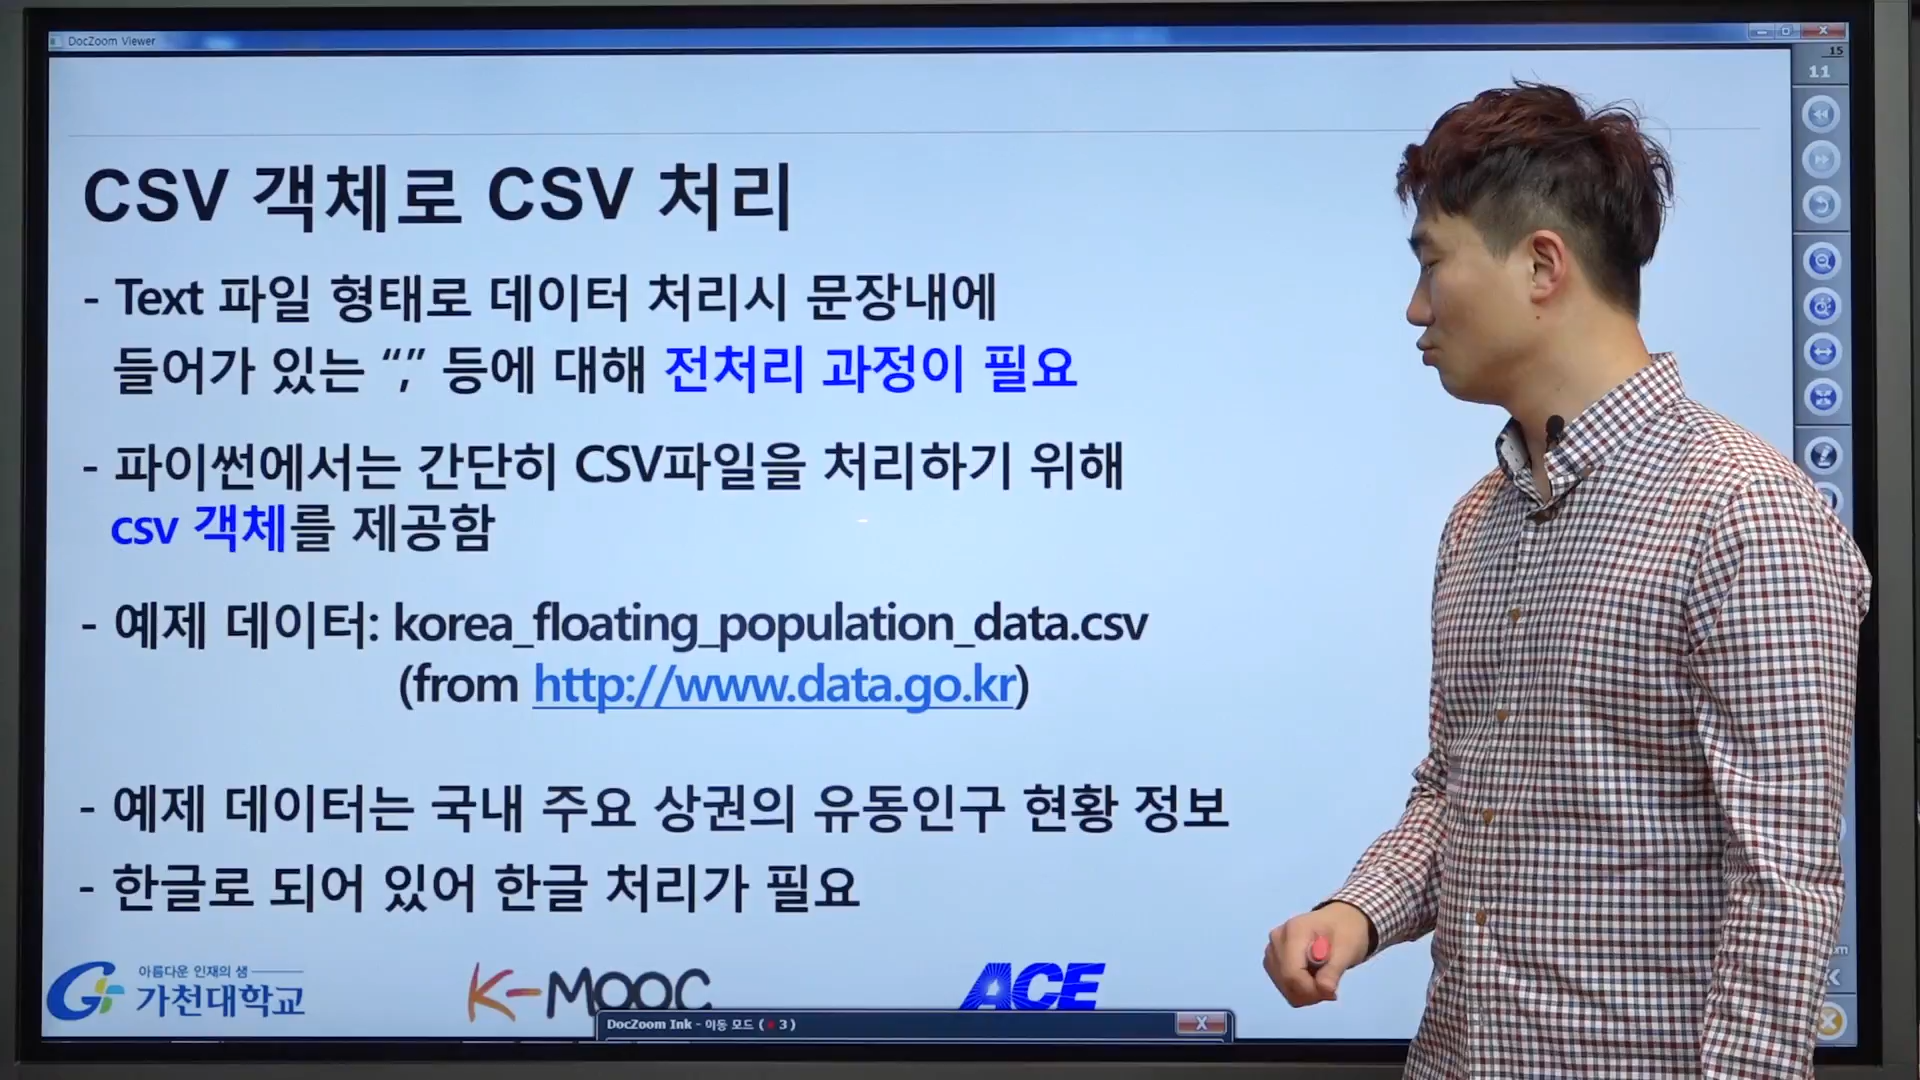 DocZoom Viewer
15
11
CSV 객체로 CSV 처리
- Text 파일 형태로 데이터 처리시 문장내에
들어가 있는 “,” 등에 대해 전처리 과정이 필요
- 파이썬에서는 간단히 CSV파일을 처리하기 위해
csv 객체를 제공함
- 예제 데이터: korea_floating_population_data.csv
(from http://www.data.go.kr)
- 예제 데이터는 국내 주요 상권의 유동인구 현황 정보
- 한글로 되어 있어 한글 처리가 필요
아름다운 인재의 샘
가천대학교
K-MOOC
ACE
DocZoom Ink - 이동 모드 ( 3 )